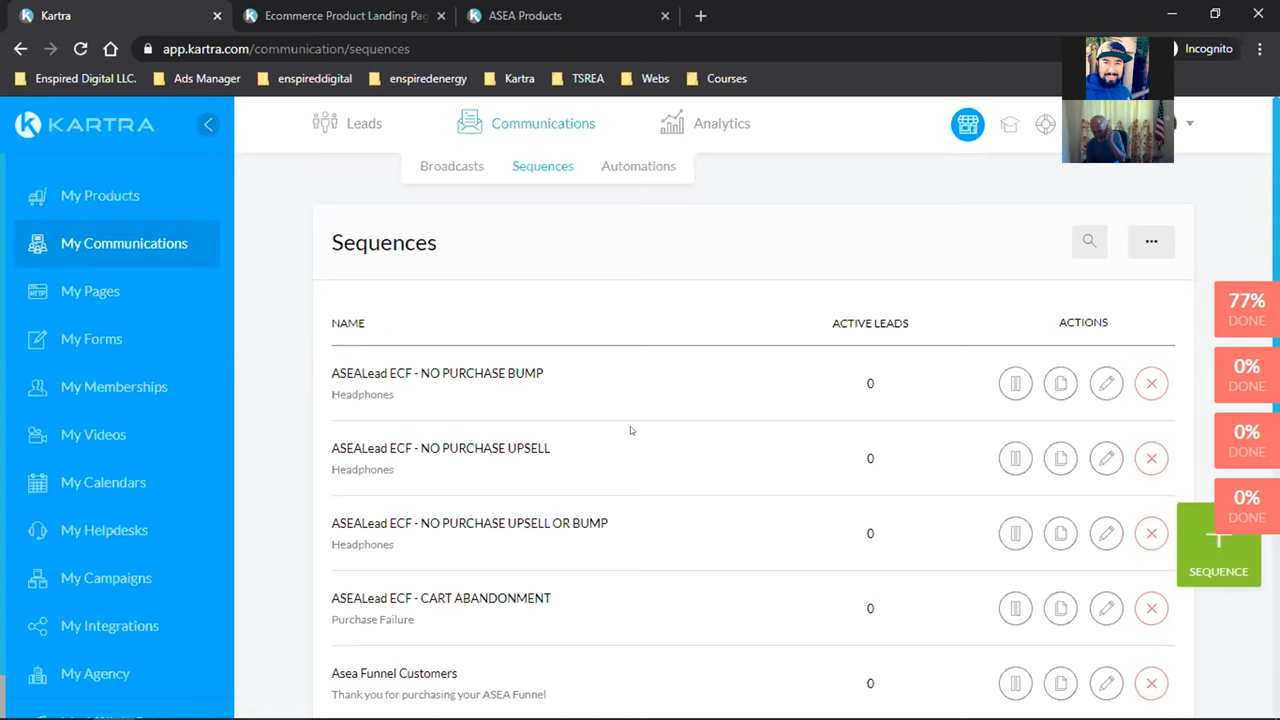 Kartra
Ecommerce Product Landing Pag
ASEA Products
app.kartra.com/communication/sequences
Incognito
Enspired Digital LLC.
Ads Manager
enspireddigital
enspiredenergy
Kartra
TSREA
Webs
Courses
KARTRA
Leads
Communications
Analytics
Broadcasts
Sequences
Automations
My Products
My Communications
My Pages
My Forms
My Memberships
My Videos
My Calendars
My Helpdesks
My Campaigns
My Integrations
My Agency
Sequences
NAME
ACTIVE LEADS
ACTIONS
ASEALead ECF - NO PURCHASE BUMP
0
Headphones
ASEALead ECF - NO PURCHASE UPSELL
0
Headphones
ASEALead ECF - NO PURCHASE UPSELL OR BUMP
0
Headphones
ASEALead ECF - CART ABANDONMENT
0
Purchase Failure
Asea Funnel Customers
0
Thank you for purchasing your ASEA Funnel
77%
DONE
0%
DONE
0%
DONE
0%
DONE
SEQUENCE